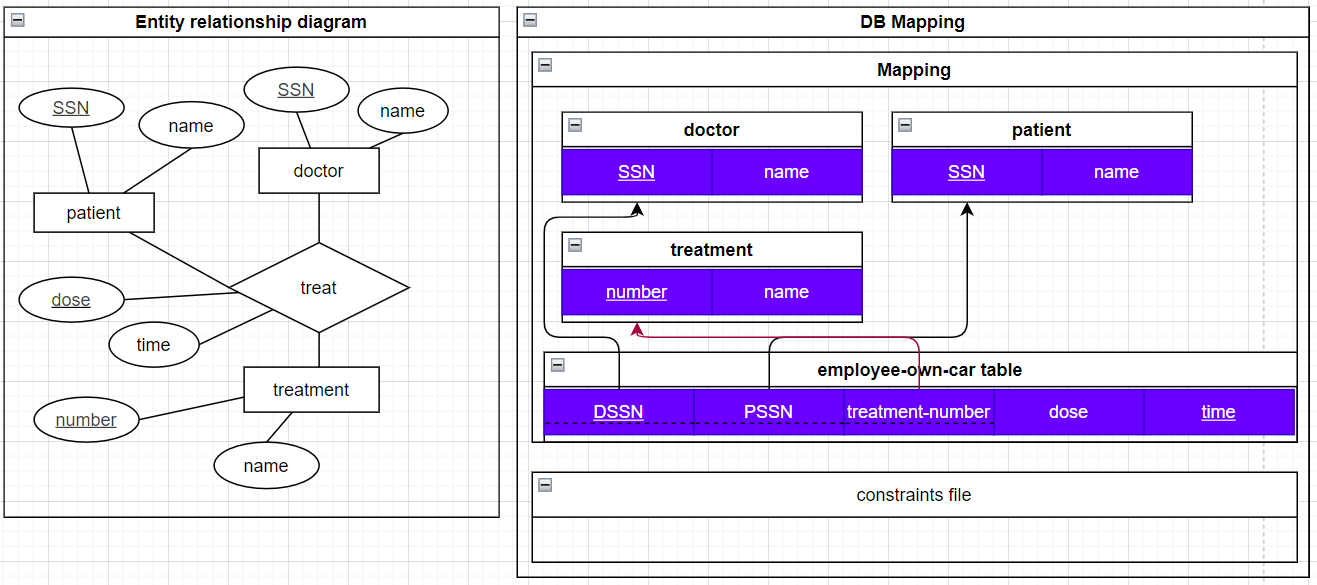 Entity relationship diagram
SSN
name
SSN
name
doctor
patient
treat
dose
time
treatment
number
name
DB Mapping
Mapping
doctor
SSN name
patient
SSN name
treatment
number name
employee-own-car table
DSSN PSSN treatment-number dose time
constraints file